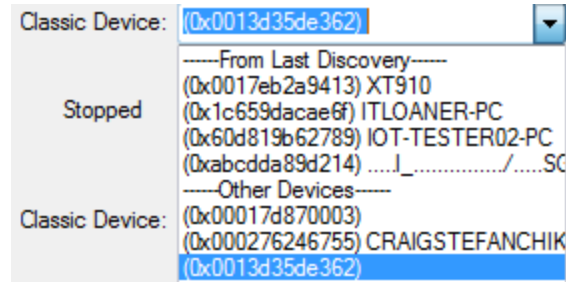 Classic Device: (0x0013d35de362)
------From Last Discovery------
(0x0017eb2a9413) XT910
Stopped (0x1c659dacae6f) ITLOANER-PC
(0x60d819b62789) IOT-TESTER02-PC
(0xabcdda89d214) .....I_.............../.....SG
------Other Devices------
Classic Device: (0x00017d870003)
(0x000276246755) CRAIGSTEFANCHIK
(0x0013d35de362)